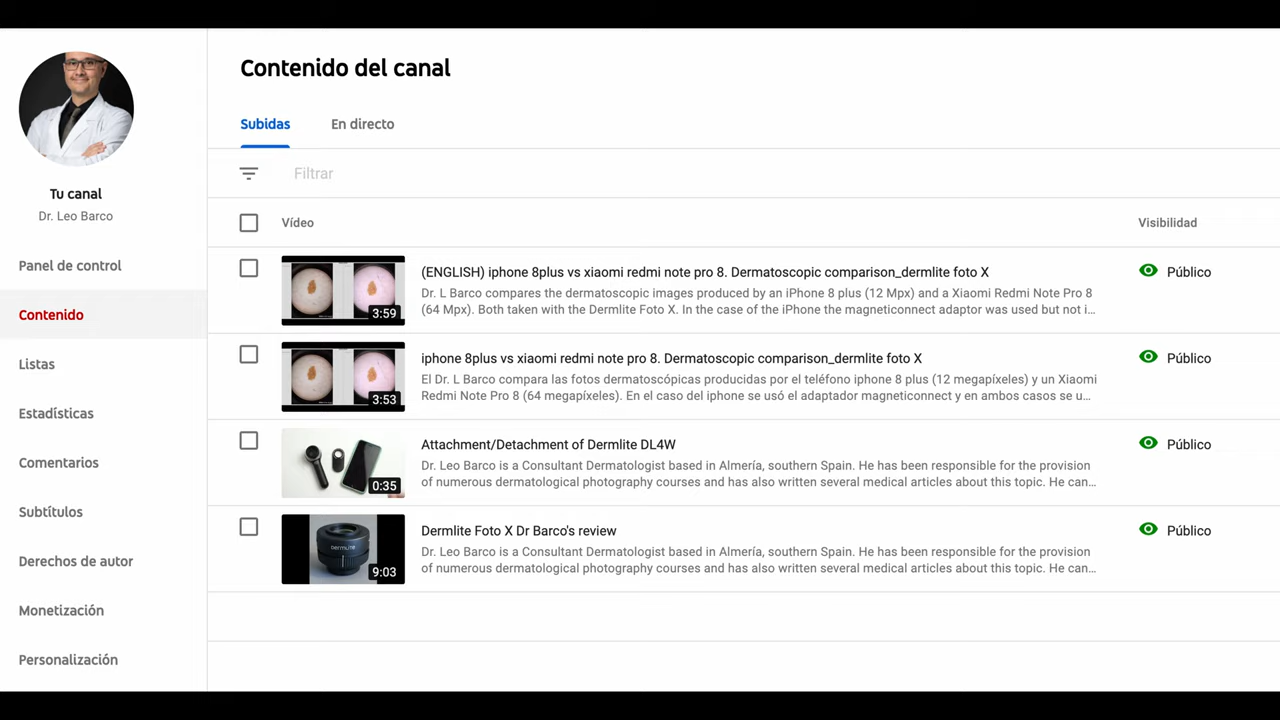 Contenido del canal
Subidas
En directo
Filtrar
Tu canal
Dr. Leo Barco
Panel de control
Contenido
Listas
Estadísticas
Comentarios
Subtítulos
Derechos de autor
Monetización
Personalización
Vídeo
Visibilidad
(ENGLISH) iphone 8plus vs xiaomi redmi note pro 8. Dermatoscopic comparison_dermlite foto X
Dr. L Barco compares the dermatoscopic images produced by an iPhone 8 plus (12 Mpx) and a Xiaomi Redmi Note Pro 8
(64 Mpx). Both taken with the Dermlite Foto X. In the case of the iPhone the magneticonnect adaptor was used but not i...
3:59
Público
iphone 8plus vs xiaomi redmi note pro 8. Dermatoscopic comparison_dermlite foto X
El Dr. L Barco compara las fotos dermatoscópicas producidas por el teléfono iphone 8 plus (12 megapíxeles) y un Xiaomi
Redmi Note Pro 8 (64 megapíxeles). En el caso del iphone se usó el adaptador magneticonnect y en ambos casos se u...
3:53
Público
Attachment/Detachment of Dermlite DL4W
Dr. Leo Barco is a Consultant Dermatologist based in Almería, southern Spain. He has been responsible for the provision
of numerous dermatological photography courses and has also written several medical articles about this topic. He can...
0:35
Público
Dermlite Foto X Dr Barco's review
Dr. Leo Barco is a Consultant Dermatologist based in Almería, southern Spain. He has been responsible for the provision
of numerous dermatological photography courses and has also written several medical articles about this topic. He can...
DERMLITE
9:03
Público